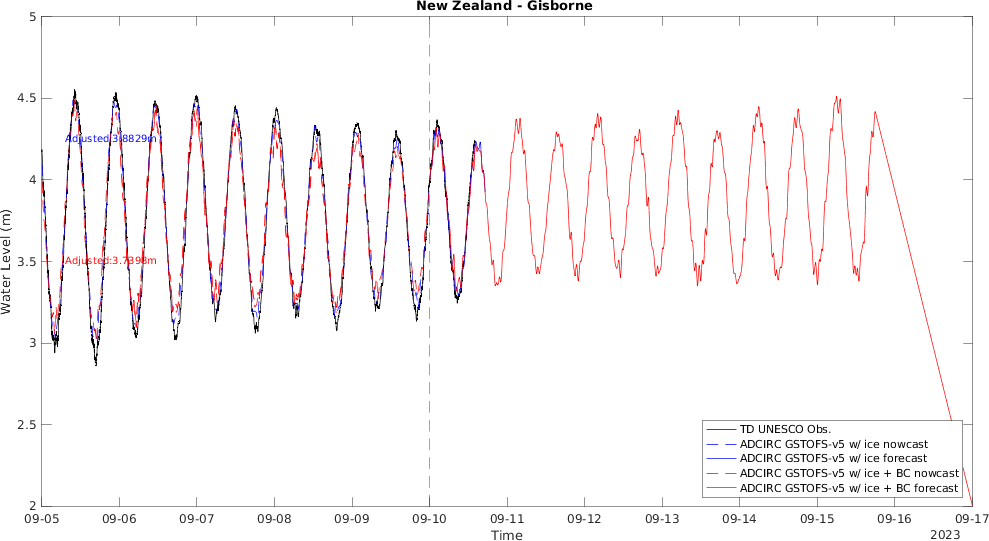 New Zealand - Gisborne
5
4.5
4
3.5
3
2.5
2
Water Level (m)
Adjusted:3.8829m
Adjusted:3.7398m
TD UNESCO Obs.
ADCIRC GSTOFS-v5 w/ ice nowcast
ADCIRC GSTOFS-v5 w/ ice forecast
ADCIRC GSTOFS-v5 w/ ice + BC nowcast
ADCIRC GSTOFS-v5 w/ ice + BC forecast
09-05 09-06 09-07 09-08 09-09 09-10 09-11 09-12 09-13 09-14 09-15 09-16 09-17
Time
2023